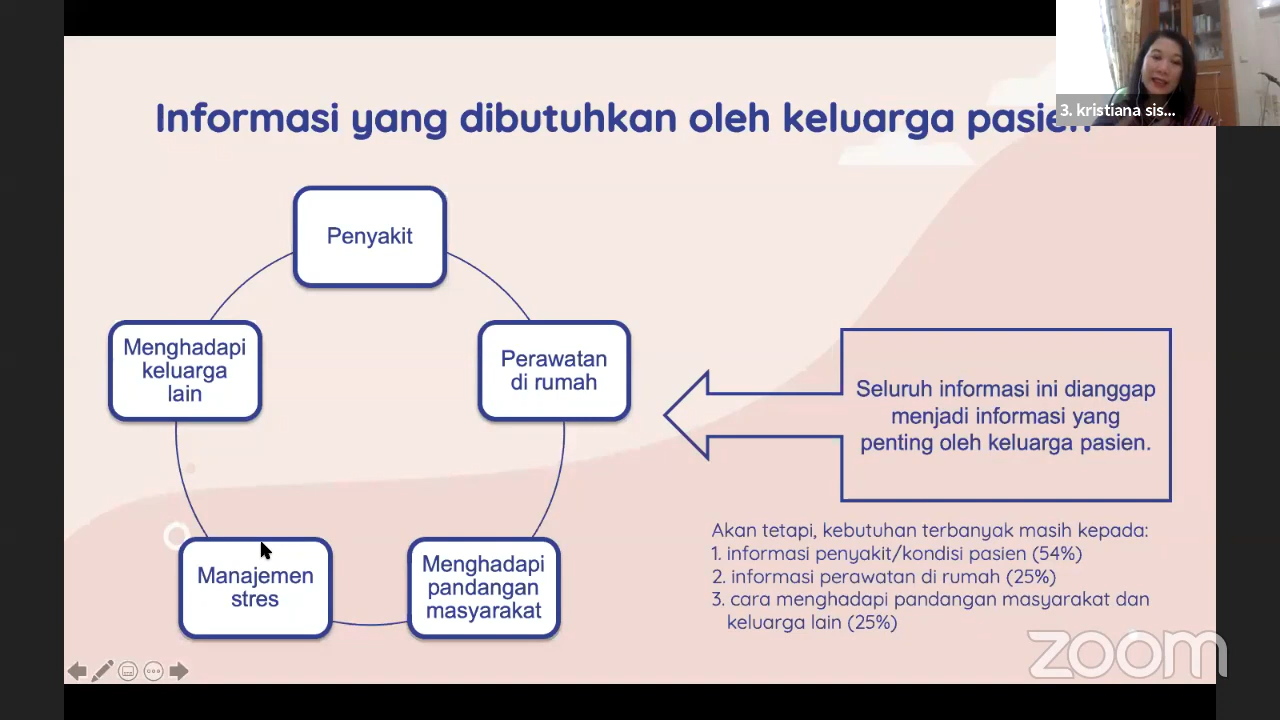 Informasi yang dibutuhkan oleh keluarga pasien
3. kristiana sis...
Penyakit
Menghadapi
keluarga
lain
Perawatan
di rumah
Manajemen
stres
Menghadapi
pandangan
masyarakat
Seluruh informasi ini dianggap
menjadi informasi yang
penting oleh keluarga pasien.
Akan tetapi, kebutuhan terbanyak masih kepada:
1. informasi penyakit/kondisi pasien (54%)
2. informasi perawatan di rumah (25%)
3. cara menghadapi pandangan masyarakat dan
keluarga lain (25%)
zoom